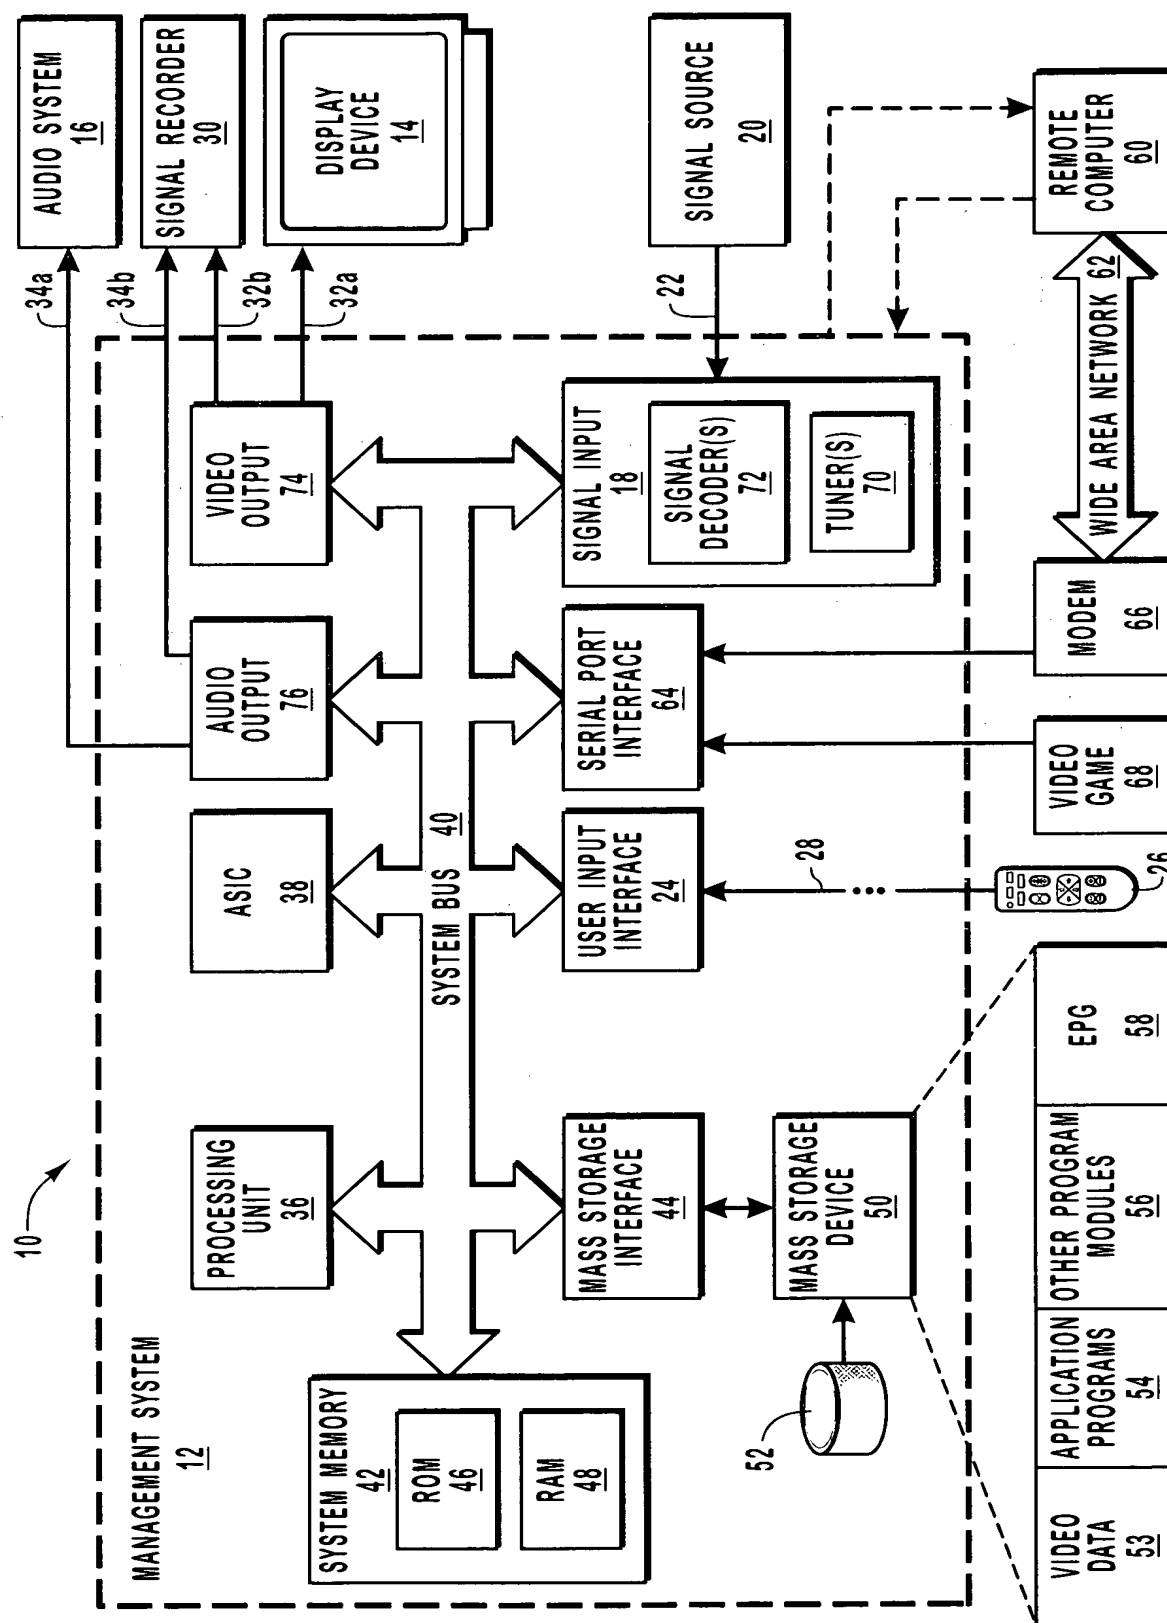 10
MANAGEMENT SYSTEM
12
PROCESSING
UNIT
36
ASIC
38
AUDIO
OUTPUT
76
VIDEO
OUTPUT
74
34a
34b
32b
32a
AUDIO SYSTEM
16
SIGNAL RECORDER
30
DISPLAY
DEVICE
14
SYSTEM MEMORY
42
ROM
46
RAM
48
SYSTEM BUS
40
MASS STORAGE
INTERFACE
44
USER INPUT
INTERFACE
24
SERIAL PORT
INTERFACE
64
SIGNAL INPUT
18
SIGNAL
DECODER(S)
72
TUNER(S)
70
22
SIGNAL SOURCE
20
52
MASS STORAGE
DEVICE
50
28
26
VIDEO
DATA
53
APPLICATION
PROGRAMS
54
OTHER PROGRAM
MODULES
56
EPG
58
VIDEO
GAME
68
MODEM
66
WIDE AREA NETWORK 62
REMOTE
COMPUTER
60